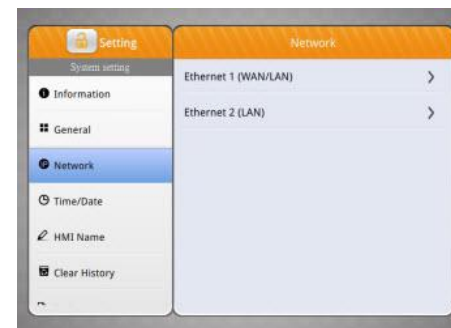 Setting
System setting
Information
General
Network
Time/Date
HMI Name
Clear History
Network
Ethernet 1 (WAN/LAN)
Ethernet 2 (LAN)